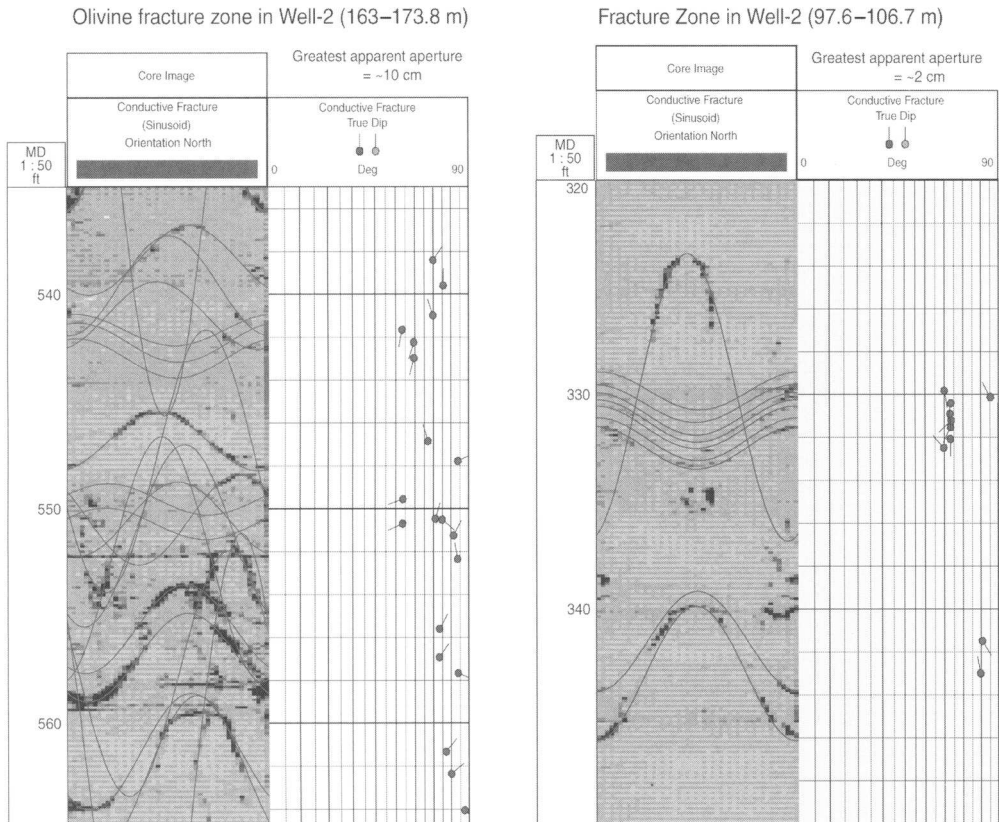 Olivine fracture zone in Well-2 (163–173.8 m)
Core Image
Greatest apparent aperture
= ~10 cm
Conductive Fracture
(Sinusoid)
Orientation North
Conductive Fracture
True Dip
MD
1 : 50
ft
0 Deg 90
540
550
560
Fracture Zone in Well-2 (97.6–106.7 m)
Core Image
Greatest apparent aperture
= ~2 cm
Conductive Fracture
(Sinusoid)
Orientation North
Conductive Fracture
True Dip
MD
1 : 50
ft
0 Deg 90
320
330
340